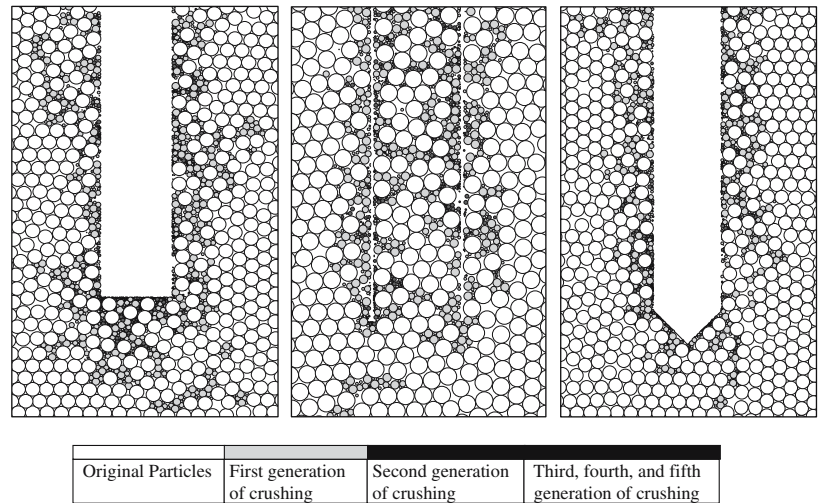 Original Particles
First generation
of crushing
Second generation
of crushing
Third, fourth, and fifth
generation of crushing